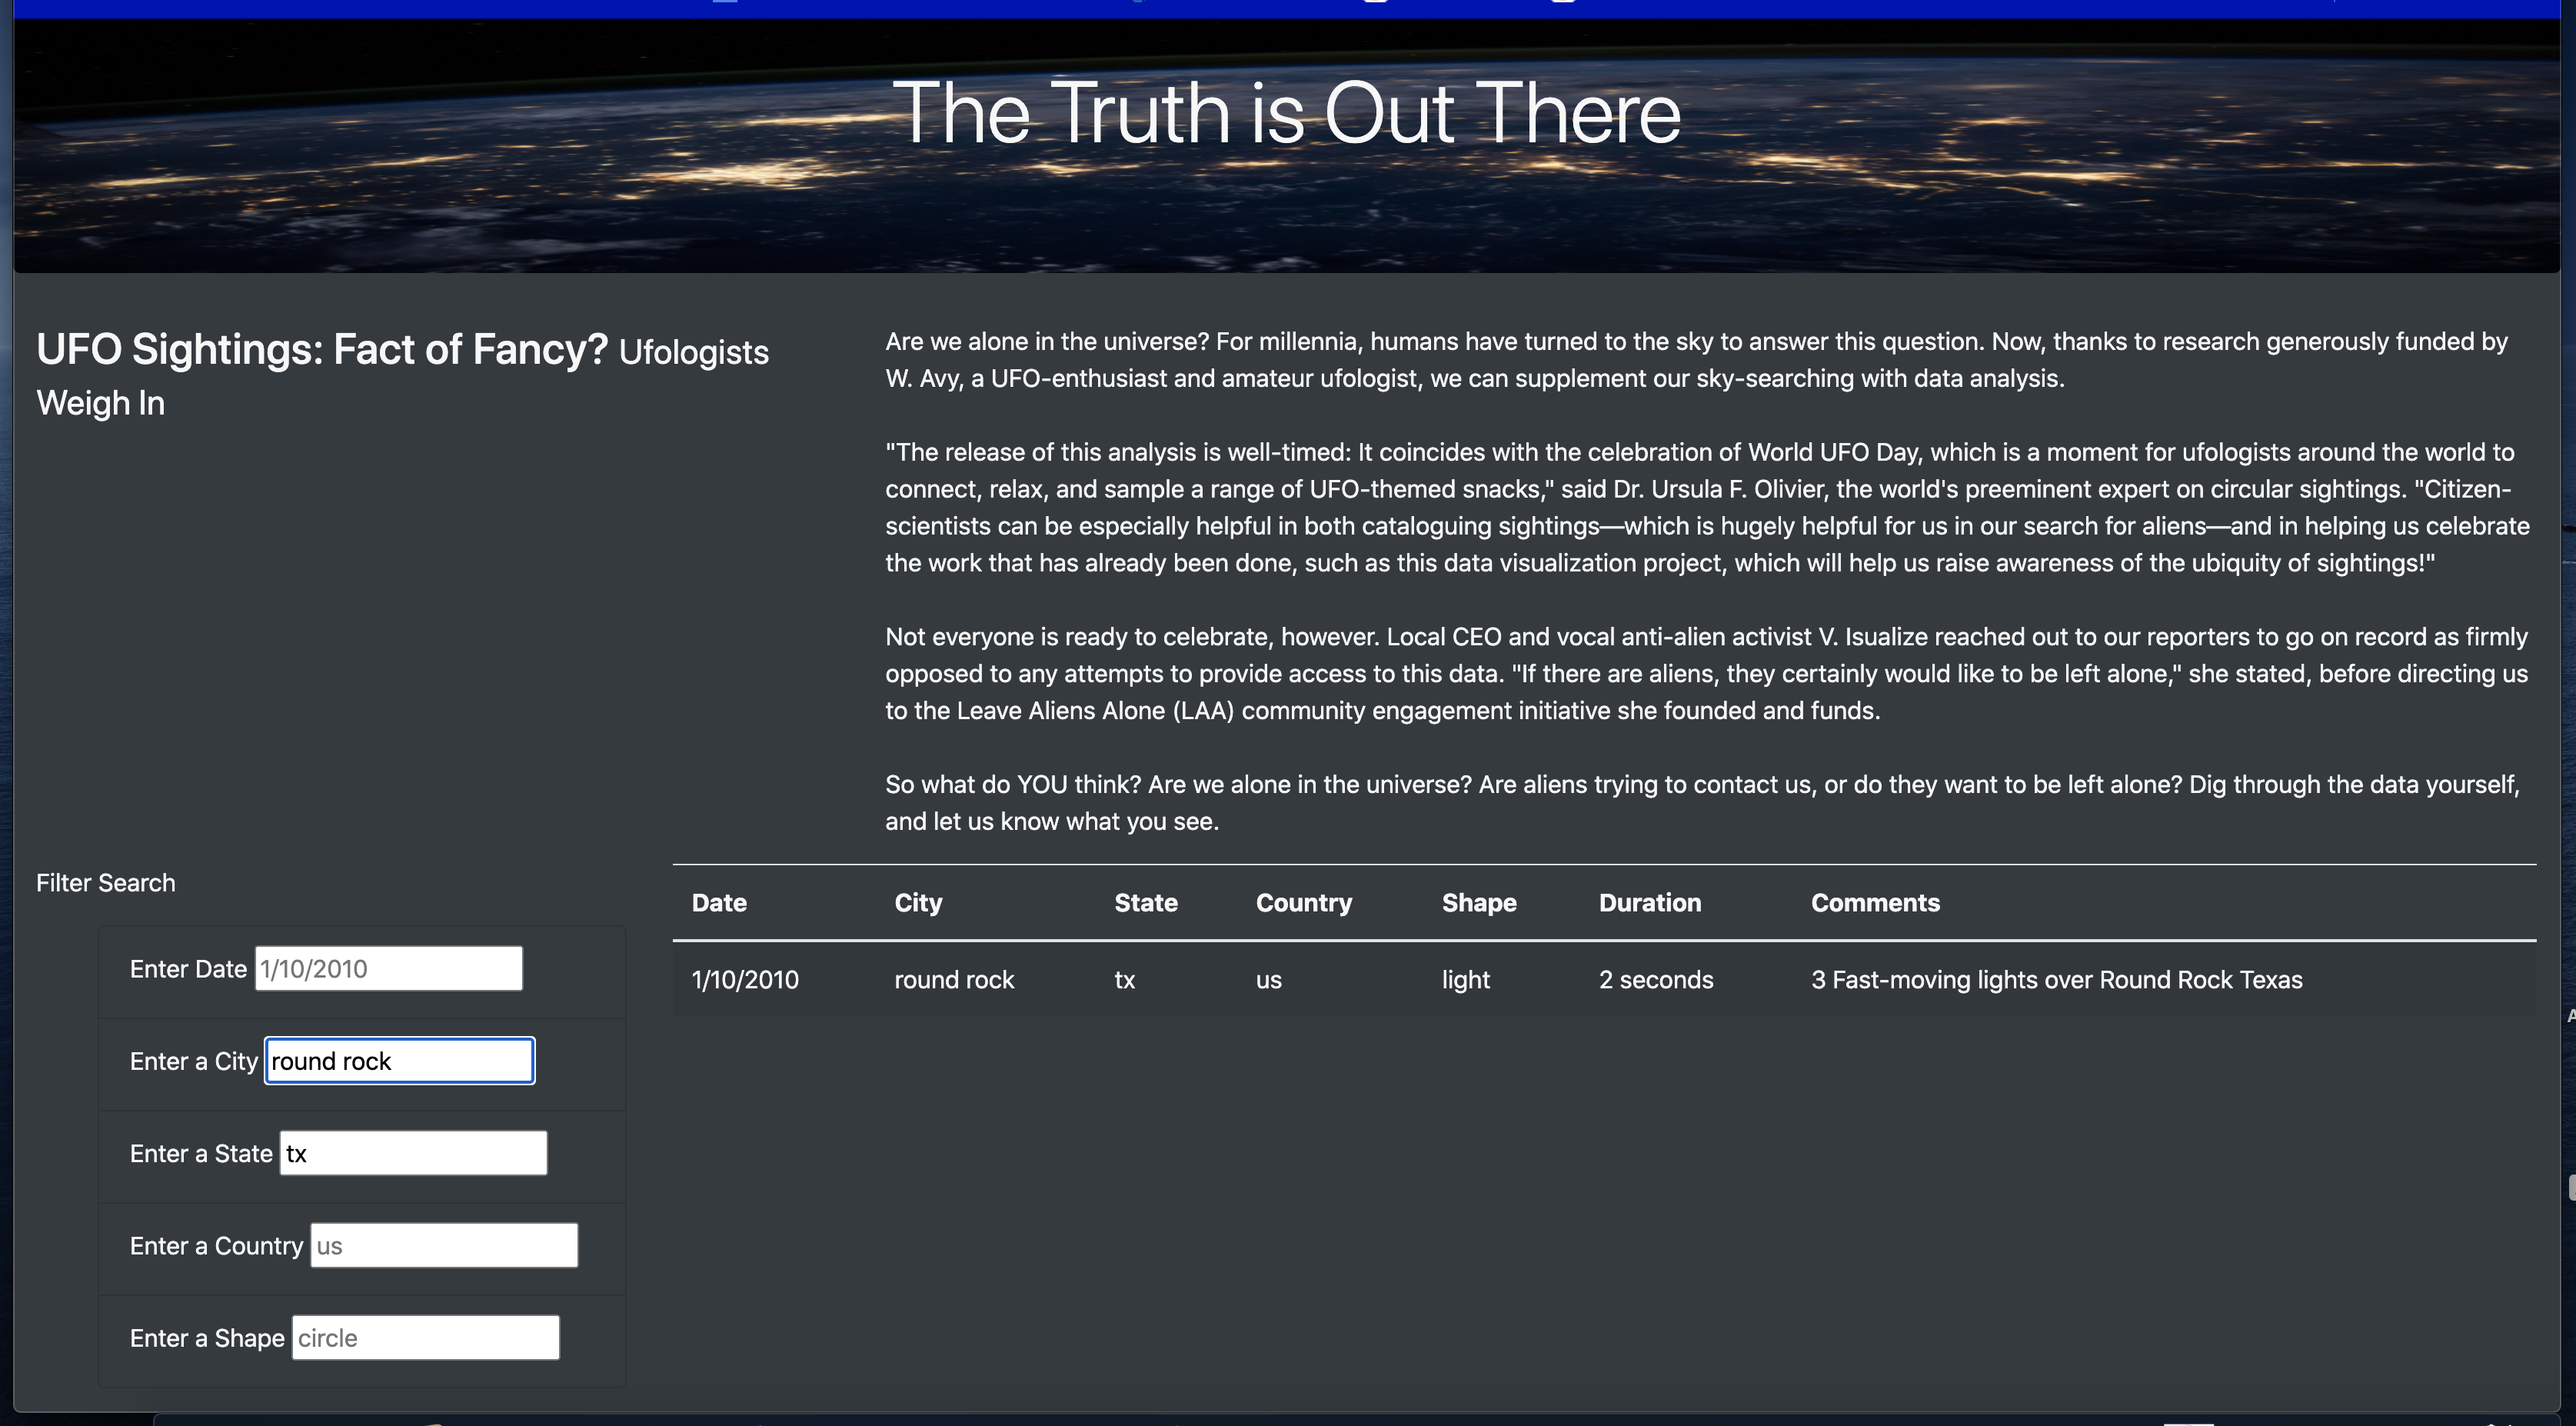 The Truth is Out There
UFO Sightings: Fact of Fancy? Ufologists
Weigh In
Are we alone in the universe? For millennia, humans have turned to the sky to answer this question. Now, thanks to research generously funded by
W. Avy, a UFO-enthusiast and amateur ufologist, we can supplement our sky-searching with data analysis.
"The release of this analysis is well-timed: It coincides with the celebration of World UFO Day, which is a moment for ufologists around the world to
connect, relax, and sample a range of UFO-themed snacks," said Dr. Ursula F. Olivier, the world's preeminent expert on circular sightings. "Citizen-
scientists can be especially helpful in both cataloguing sightings—which is hugely helpful for us in our search for aliens—and in helping us celebrate
the work that has already been done, such as this data visualization project, which will help us raise awareness of the ubiquity of sightings!"
Not everyone is ready to celebrate, however. Local CEO and vocal anti-alien activist V. Isualize reached out to our reporters to go on record as firmly
opposed to any attempts to provide access to this data. "If there are aliens, they certainly would like to be left alone," she stated, before directing us
to the Leave Aliens Alone (LAA) community engagement initiative she founded and funds.
So what do YOU think? Are we alone in the universe? Are aliens trying to contact us, or do they want to be left alone? Dig through the data yourself,
and let us know what you see.
Filter Search
Enter Date 1/10/2010
Enter a City round rock
Enter a State tx
Enter a Country us
Enter a Shape circle
Date City State Country Shape Duration Comments
1/10/2010 round rock tx us light 2 seconds 3 Fast-moving lights over Round Rock Texas